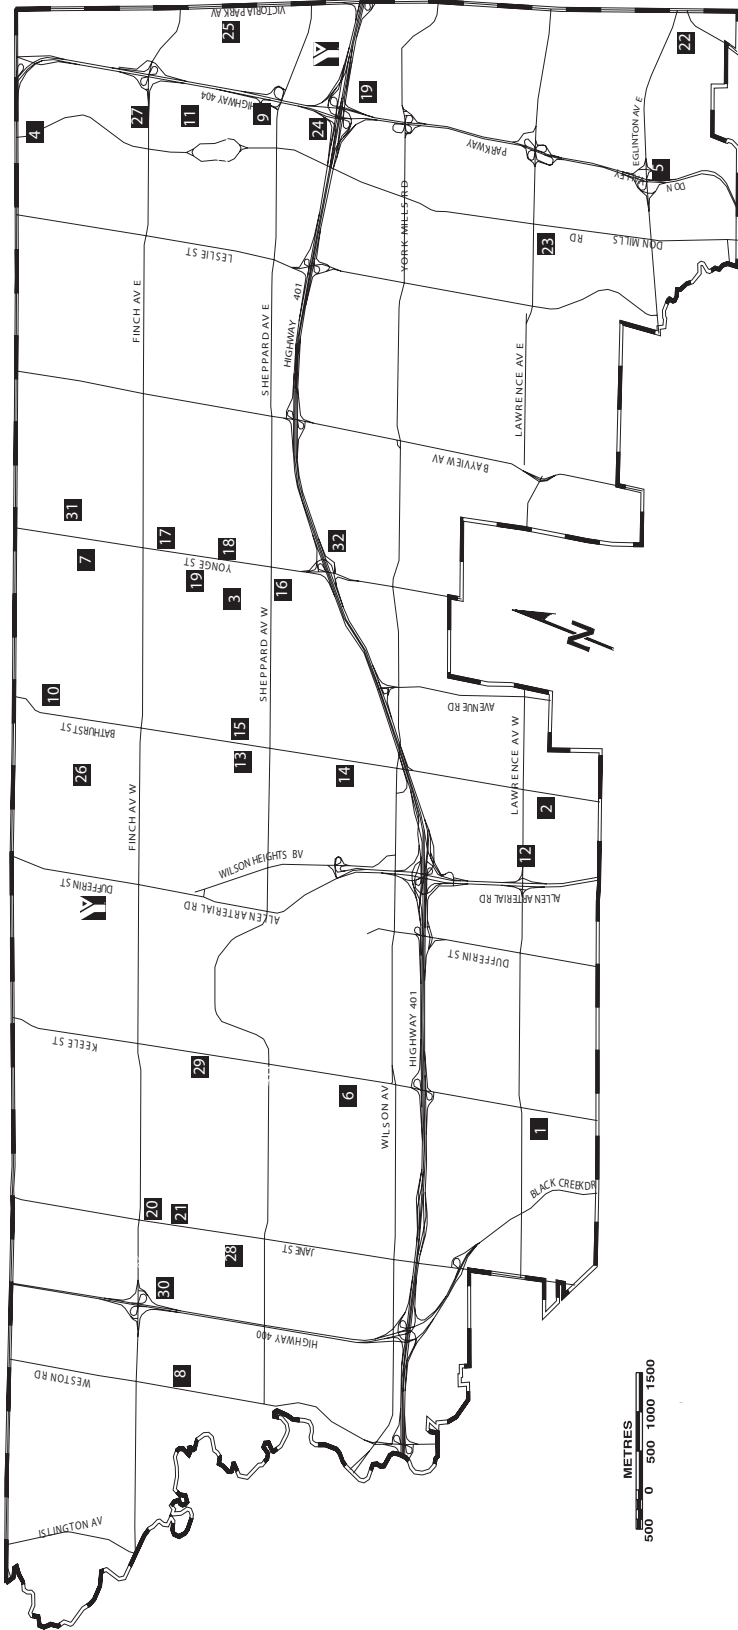 VICTORIA PARK AV
25
Y
22
4
27
11
HIGHWAY 404
9
24
19
PARKWAY
EGLINTON AV E
5
VALLEY
DON
LESLIE ST
YORK MILLS RD
23
RD
DON MILLS
FINCH AV E
SHEPPARD AV E
HIGHWAY
401
LAWRENCE AV E
BAYVIEW AV
31
7
17
18
YONGE ST
19
3
16
32
SHEPPARD AV W
N
10
BATHURST ST
15
13
26
14
AVENUE RD
LAWRENCE AV W
2
12
FINCH AV W
WILSON HEIGHTS BV
DUFFERIN ST
Y
ALLEN ARTERIAL RD
ALLEN ARTERIAL RD
DUFFERIN ST
KEELE ST
29
6
HIGHWAY 401
WILSON AV
1
20
21
28
JANE ST
BLACK CREEK DR
30
HIGHWAY 400
WESTON RD
8
ISLINGTON AV
METRES
500 0 500 1000 1500